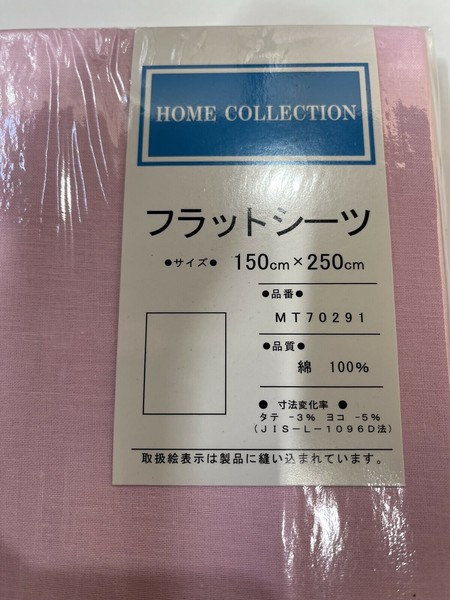 HOME COLLECTION
フラットシーツ
●サイズ● 150cm×250cm
●品番●
MT70291
●品質●
綿 100%
● 寸法変化率 ●
タテ -3% ヨコ -5%
(JIS-L-1096D法)
取扱絵表示は製品に縫い込まれています。